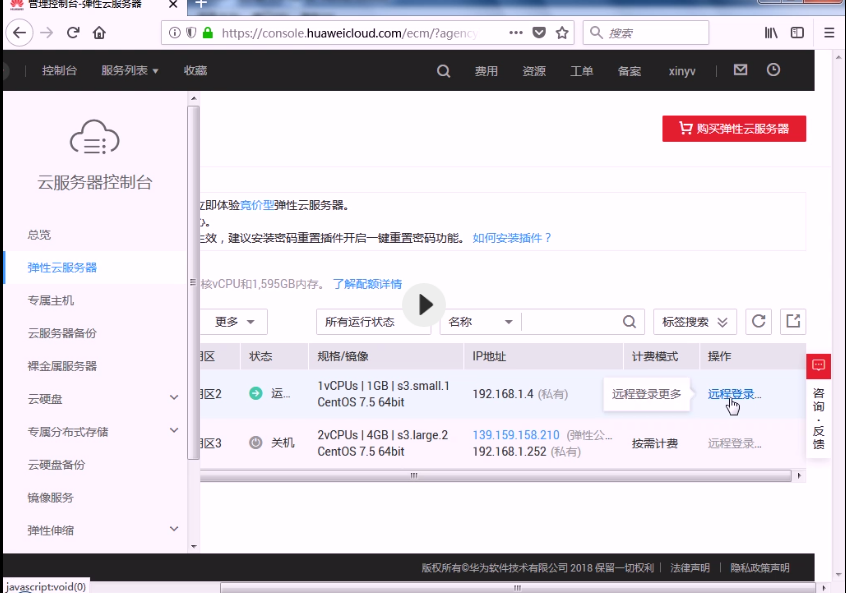 管理控制台-弹性云服务器
https://console.huaweicloud.com/ecm/?agency
搜索
控制台 服务列表 收藏 费用 资源 工单 备案 xinyv
购买弹性云服务器
云服务器控制台
立即体验竞价型弹性云服务器。
心。
生效，建议安装密码重置插件开启一键重置密码功能。 如何安装插件？
总览
弹性云服务器
专属主机
云服务器备份
裸金属服务器
云硬盘
专属分布式存储
云硬盘备份
镜像服务
弹性伸缩
核vCPU和1,595GB内存。 了解配额详情
更多 所有运行状态 名称 标签搜索
区 状态 规格/镜像 IP地址 计费模式 操作
用区2 运... 1vCPUs | 1GB | s3.small.1
CentOS 7.5 64bit
192.168.1.4 (私有)
远程登录更多
远程登录...
用区3 关机 2vCPUs | 4GB | s3.large.2
CentOS 7.5 64bit
139.159.158.210 (弹性公...
192.168.1.252 (私有)
按需计费 远程登录...
咨询·反馈
版权所有©华为软件技术有限公司 2018 保留一切权利 | 法律声明 | 隐私政策声明
javascript:void(0)